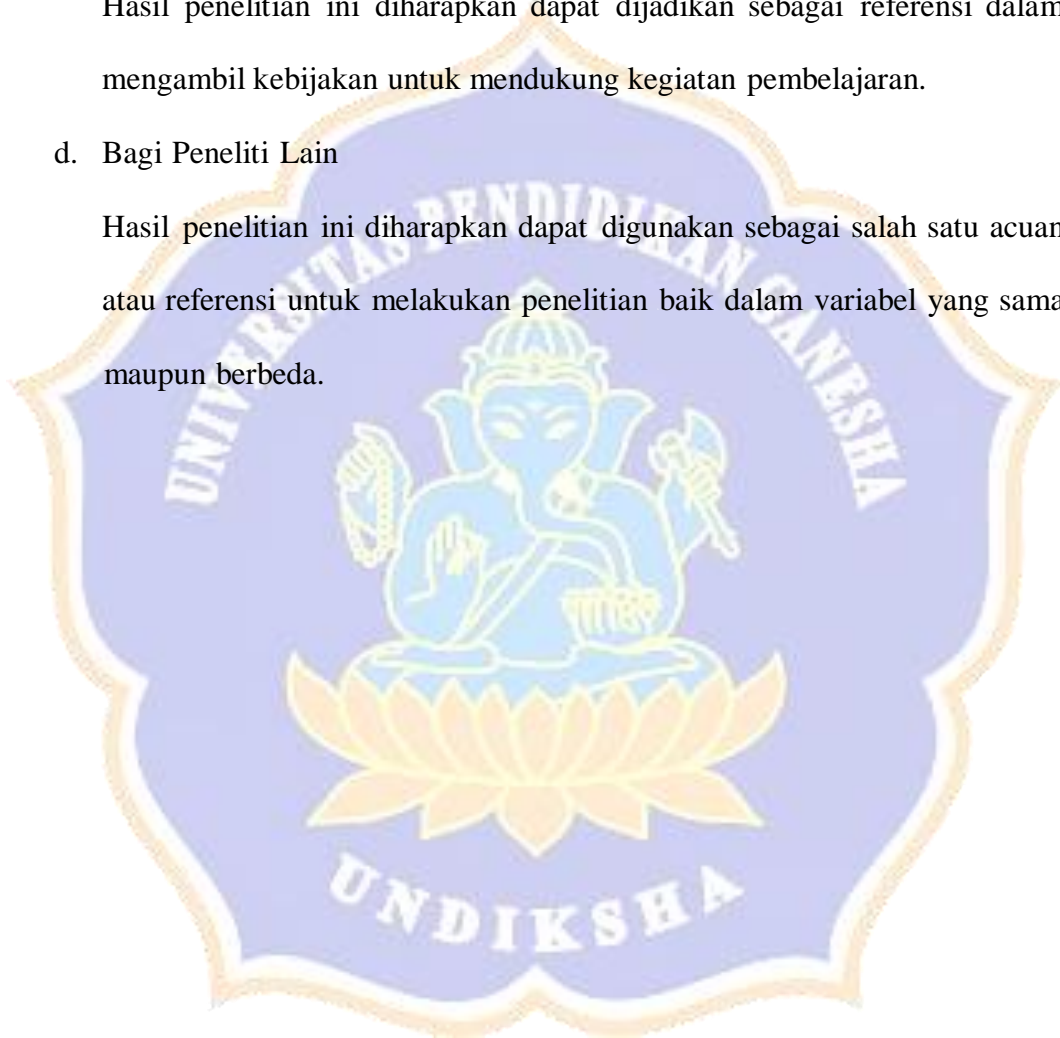 Hasil penelitian ini diharapkan dapat dijadikan sebagai referensi dalam
mengambil kebijakan untuk mendukung kegiatan pembelajaran.
d. Bagi Peneliti Lain
Hasil penelitian ini diharapkan dapat digunakan sebagai salah satu acuan
atau referensi untuk melakukan penelitian baik dalam variabel yang sama
maupun berbeda.
UNIVERSITAS PENDIDIKAN GANESHA
UNDIKSHA